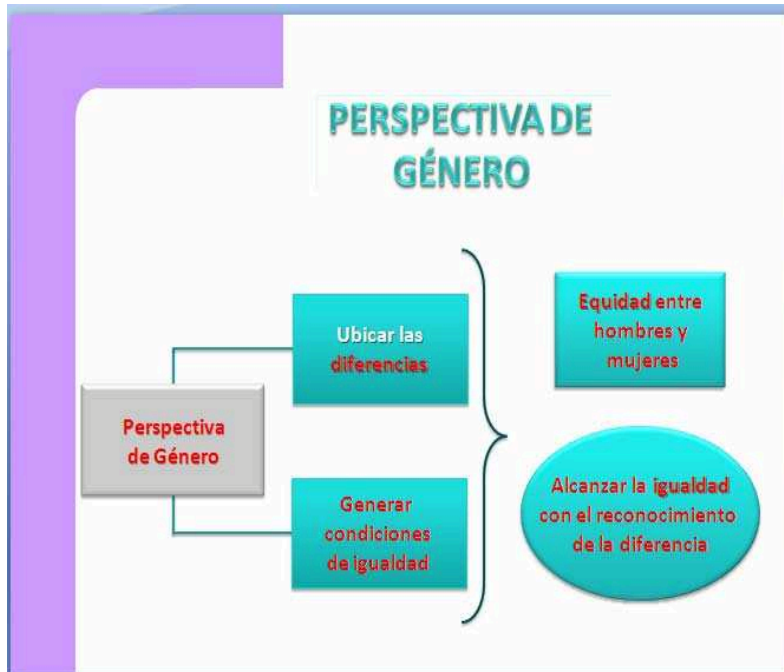 PERSPECTIVA DE
GÉNERO
Perspectiva
de Género
Ubicar las
diferencias
Generar
condiciones
de igualdad
Equidad entre
hombres y
mujeres
Alcanzar la igualdad
con el reconocimiento
de la diferencia